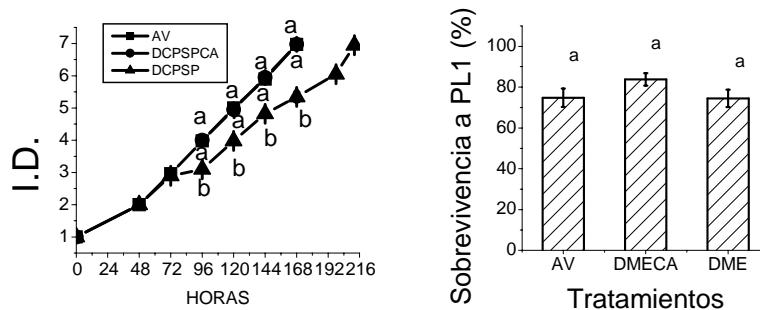 7
6
5
4
3
2
1
I.D.
AV
DCPSPCA
DCPSP
a
a
a
a
a
a
a
a
b
b
b
b
0 24 48 72 96 120 144 168 192 216
HORAS
Sobrevivencia a PL1 (%)
100
80
60
40
20
0
a
a
a
AV DMECA DME
Tratamientos